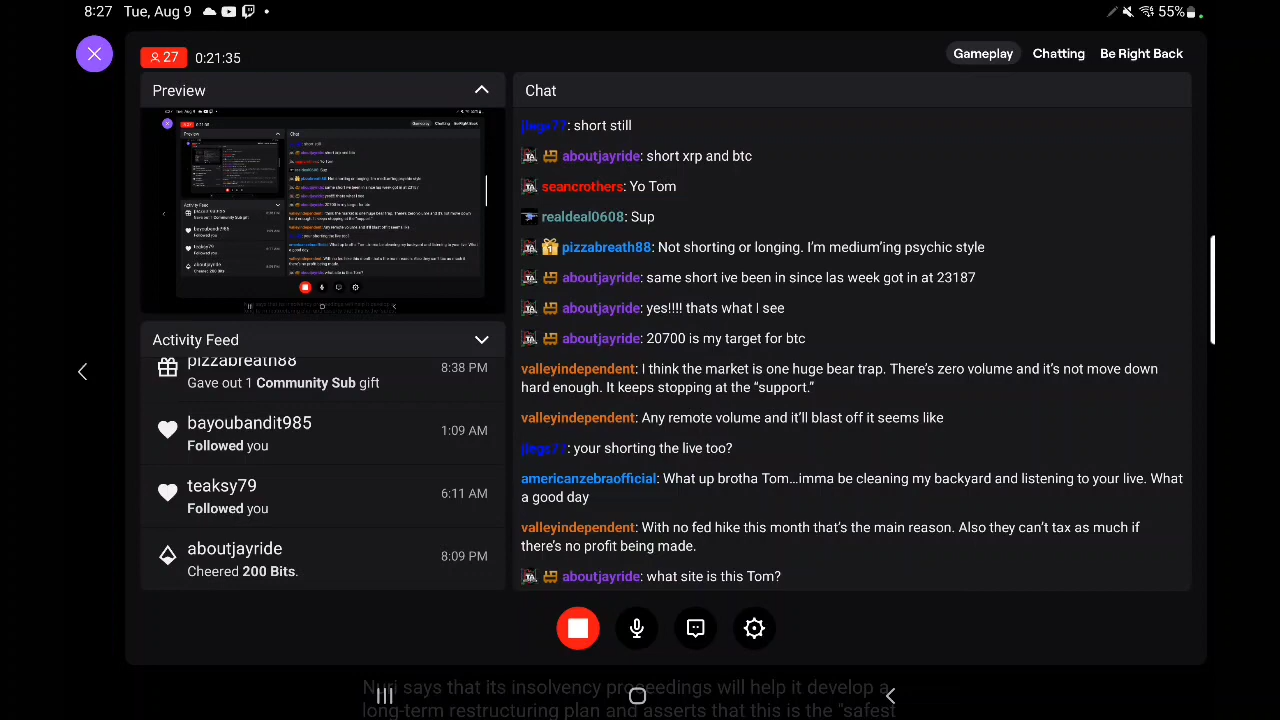 8:27 Tue, Aug 9
55%
27 0:21:35
Gameplay Chatting Be Right Back
Preview
Activity Feed
pizzabreath88
Gave out 1 Community Sub gift
8:38 PM
bayoubandit985
Followed you
1:09 AM
teaksy79
Followed you
6:11 AM
aboutjayride
Cheered 200 Bits.
8:09 PM
Chat
jlegs77: short still
aboutjayride: short xrp and btc
seancrothers: Yo Tom
realdeal0608: Sup
pizzabreath88: Not shorting or longing. I'm medium'ing psychic style
aboutjayride: same short ive been in since las week got in at 23187
aboutjayride: yes!!!! thats what I see
aboutjayride: 20700 is my target for btc
valleyindependent: I think the market is one huge bear trap. There's zero volume and it's not move down
hard enough. It keeps stopping at the “support.”
valleyindependent: Any remote volume and it'll blast off it seems like
jlegs77: your shorting the live too?
americanzebraofficial: What up brotha Tom…imma be cleaning my backyard and listening to your live. What
a good day
valleyindependent: With no fed hike this month that's the main reason. Also they can't tax as much if
there's no profit being made.
aboutjayride: what site is this Tom?
Nuri says that its insolvency proceedings will help it develop a
long-term restructuring plan and asserts that this is the "safest